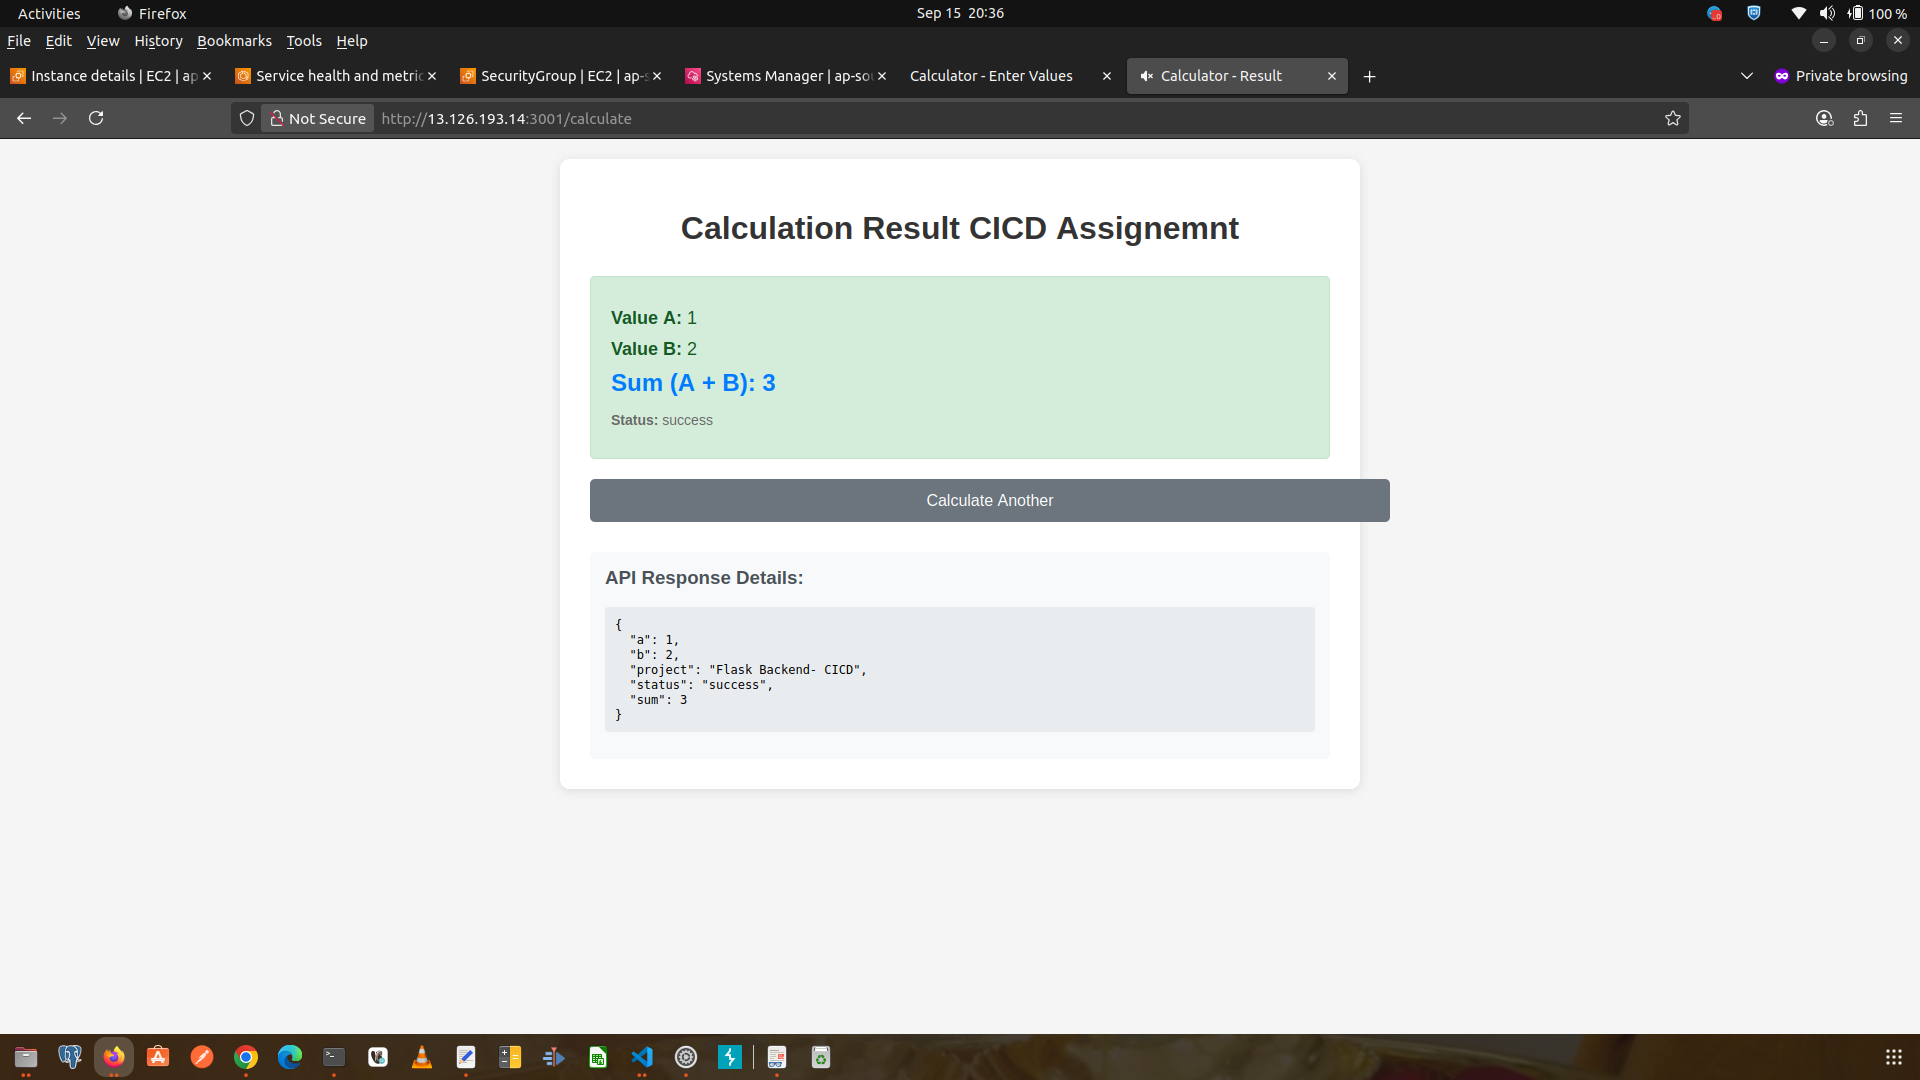 Activities
Firefox
Sep 15 20:36
100 %
File Edit View History Bookmarks Tools Help
Instance details | EC2 | ap
Service health and metric
SecurityGroup | EC2 | ap-s
Systems Manager | ap-sou
Calculator - Enter Values
Calculator - Result
Private browsing
Not Secure
http://13.126.193.14:3001/calculate
Calculation Result CICD Assignemnt
Value A: 1
Value B: 2
Sum (A + B): 3
Status: success
Calculate Another
API Response Details:
{
  "a": 1,
  "b": 2,
  "project": "Flask Backend- CICD",
  "status": "success",
  "sum": 3
}